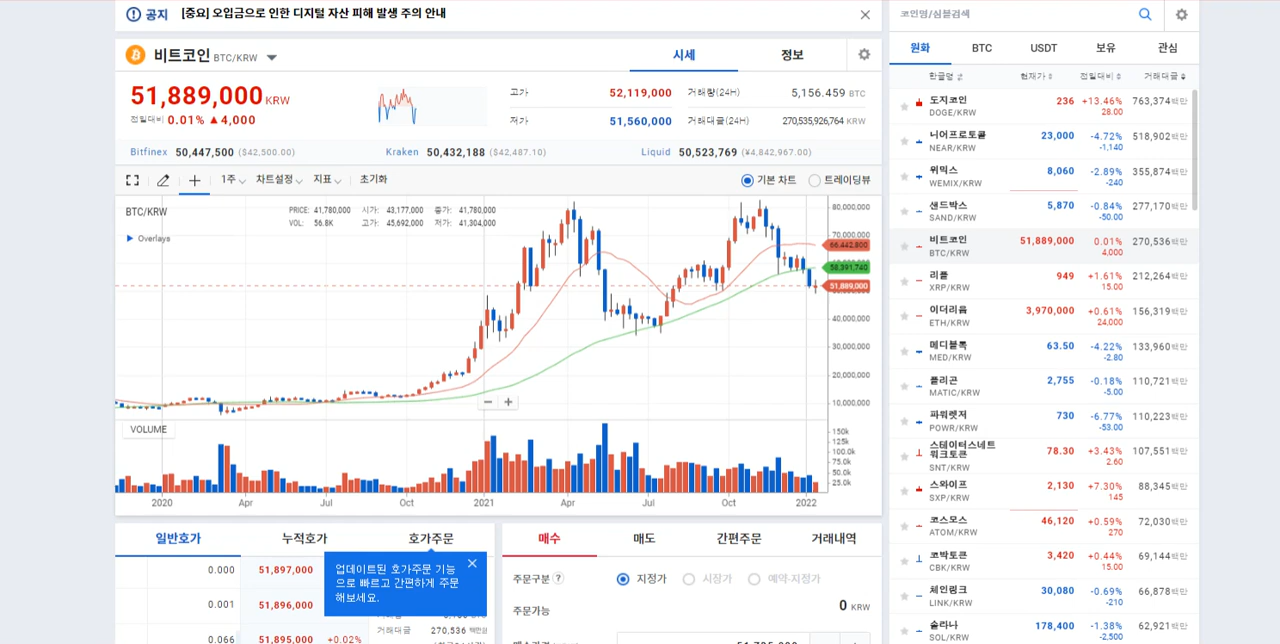 공지 [중요] 오입금으로 인한 디지털 자산 피해 발생 주의 안내
비트코인 BTC/KRW
시세 정보
51,889,000 KRW
전일대비 0.01% ▲4,000
고가 52,119,000 거래량(24H) 5,156.459 BTC
저가 51,560,000 거래대금(24H) 270,535,926,764 KRW
Bitfinex 50,447,500 ($42,500.00) Kraken 50,432,188 ($42,487.10) Liquid 50,523,769 (¥4,842,967.00)
1주 차트설정 지표 초기화 기본 차트 트레이딩뷰
BTC/KRW
PRICE: 41,780,000 시가: 43,177,000 종가: 41,780,000
VOL: 56.8K 고가: 45,692,000 저가: 41,304,000
Overlays
80,000,000
70,000,000
66,442,800
58,391,740
51,889,000
40,000,000
30,000,000
20,000,000
10,000,000
VOLUME
150k
125k
100.0k
75.0k
50.0k
25.0k
2020 Apr Jul Oct 2021 Apr Jul Oct 2022
일반호가 누적호가 호가주문
0.000 51,897,000
0.001 51,896,000
0.066 51,895,000 +0.02%
업데이트된 호가주문 기능
으로 빠르고 간편하게 주문
해보세요.
거래대금 270,536 백만원
매수 매도 간편주문 거래내역
주문구분 ? 지정가 시장가 예약-지정가
주문가능 0 KRW
코인명/심볼검색
원화 BTC USDT 보유 관심
한글명 현재가 전일대비 거래대금
도지코인 236 +13.46% 763,374백만
DOGE/KRW 28.00
니어프로토콜 23,000 -4.72% 518,902백만
NEAR/KRW -1,140
위믹스 8,060 -2.89% 355,874백만
WEMIX/KRW -240
샌드박스 5,870 -0.84% 277,170백만
SAND/KRW -50.00
비트코인 51,889,000 0.01% 270,536백만
BTC/KRW 4,000
리플 949 +1.61% 212,264백만
XRP/KRW 15.00
이더리움 3,970,000 +0.61% 156,319백만
ETH/KRW 24,000
메디블록 63.50 -4.22% 133,960백만
MED/KRW -2.80
폴리곤 2,755 -0.18% 110,721백만
MATIC/KRW -5.00
파워렛저 730 -6.77% 110,223백만
POWR/KRW -53.00
스테이터스네트
워크토큰 78.30 +3.43% 107,551백만
SNT/KRW 2.60
스와이프 2,130 +7.30% 88,345백만
SXP/KRW 145
코스모스 46,120 +0.59% 72,030백만
ATOM/KRW 270
코박토큰 3,420 +0.44% 69,144백만
CBK/KRW 15.00
체인링크 30,080 -0.69% 66,878백만
LINK/KRW -210
솔라나 178,400 -1.38% 62,921백만
SOL/KRW -2,500